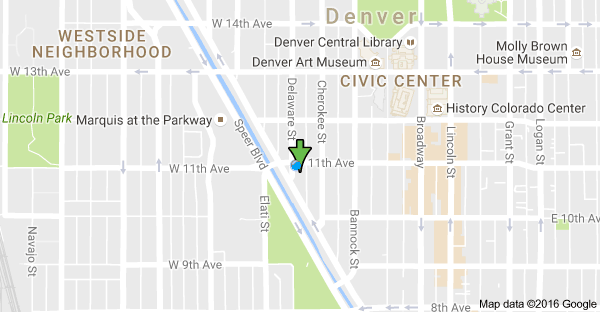 W 14th Ave
Denver
WESTSIDE
NEIGHBORHOOD
Denver Central Library
Molly Brown
House Museum
Denver Art Museum
W 13th Ave
CIVIC CENTER
Delaware St
Cherokee St
History Colorado Center
Lincoln Park
Marquis at the Parkway
Speer Blvd
Broadway
Lincoln St
Grant St
Logan St
W 11th Ave
11th Ave
Elati St
Bannock St
E 10th Ave
Navajo St
W 9th Ave
8th Ave
Map data ©2016 Google